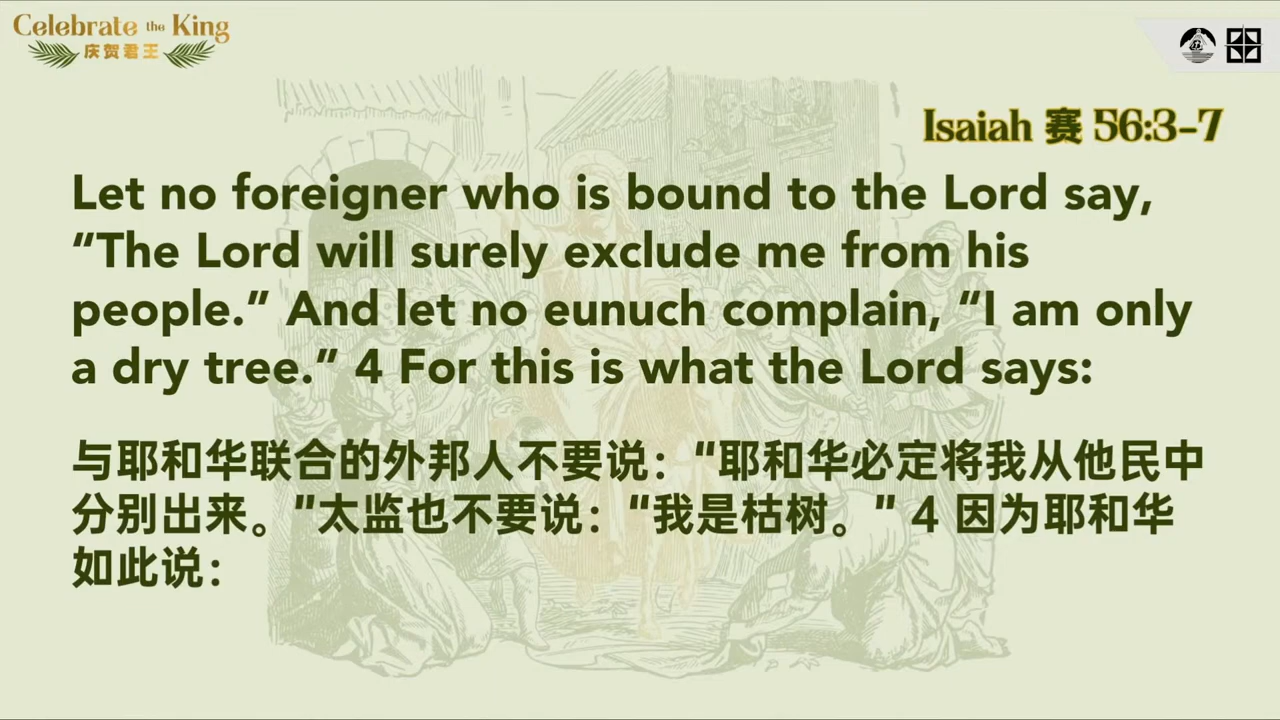 Celebrate the King
庆贺君王
Isaiah 赛 56:3-7
Let no foreigner who is bound to the Lord say,
“The Lord will surely exclude me from his
people.” And let no eunuch complain, “I am only
a dry tree.” 4 For this is what the Lord says:
与耶和华联合的外邦人不要说：“耶和华必定将我从他民中
分别出来。”太监也不要说：“我是枯树。” 4 因为耶和华
如此说：